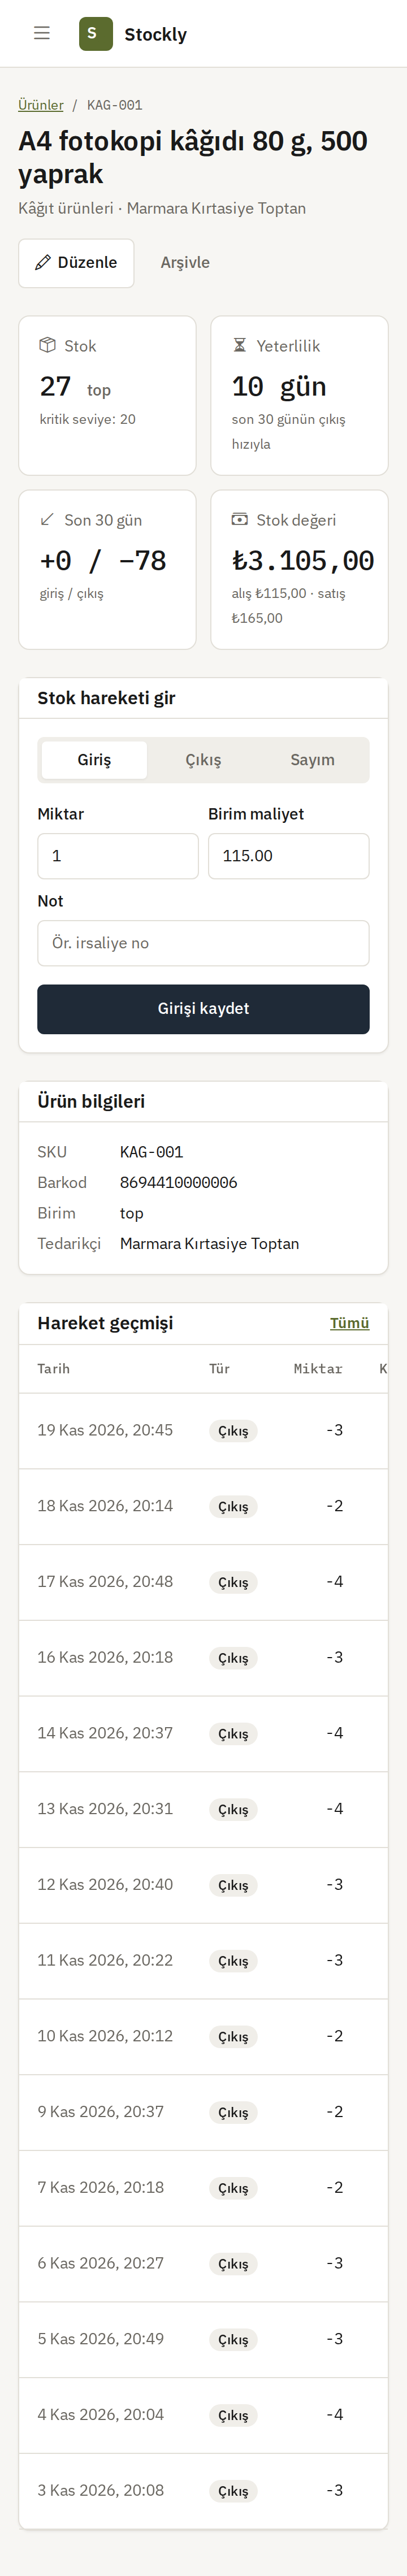 S Stockly
Ürünler / KAG-001
A4 fotokopi kâğıdı 80 g, 500
yaprak
Kâğıt ürünleri · Marmara Kırtasiye Toptan
Düzenle Arşivle
Stok
27 top
kritik seviye: 20
Yeterlilik
10 gün
son 30 günün çıkış
hızıyla
Son 30 gün
+0 / −78
giriş / çıkış
Stok değeri
₺3.105,00
alış ₺115,00 · satış
₺165,00
Stok hareketi gir
Giriş Çıkış Sayım
Miktar Birim maliyet
1 115.00
Not
Ör. irsaliye no
Girişi kaydet
Ürün bilgileri
SKU KAG-001
Barkod 8694410000006
Birim top
Tedarikçi Marmara Kırtasiye Toptan
Hareket geçmişi Tümü
Tarih Tür Miktar K
19 Kas 2026, 20:45 Çıkış -3
18 Kas 2026, 20:14 Çıkış -2
17 Kas 2026, 20:48 Çıkış -4
16 Kas 2026, 20:18 Çıkış -3
14 Kas 2026, 20:37 Çıkış -4
13 Kas 2026, 20:31 Çıkış -4
12 Kas 2026, 20:40 Çıkış -3
11 Kas 2026, 20:22 Çıkış -3
10 Kas 2026, 20:12 Çıkış -2
9 Kas 2026, 20:37 Çıkış -2
7 Kas 2026, 20:18 Çıkış -2
6 Kas 2026, 20:27 Çıkış -3
5 Kas 2026, 20:49 Çıkış -3
4 Kas 2026, 20:04 Çıkış -4
3 Kas 2026, 20:08 Çıkış -3